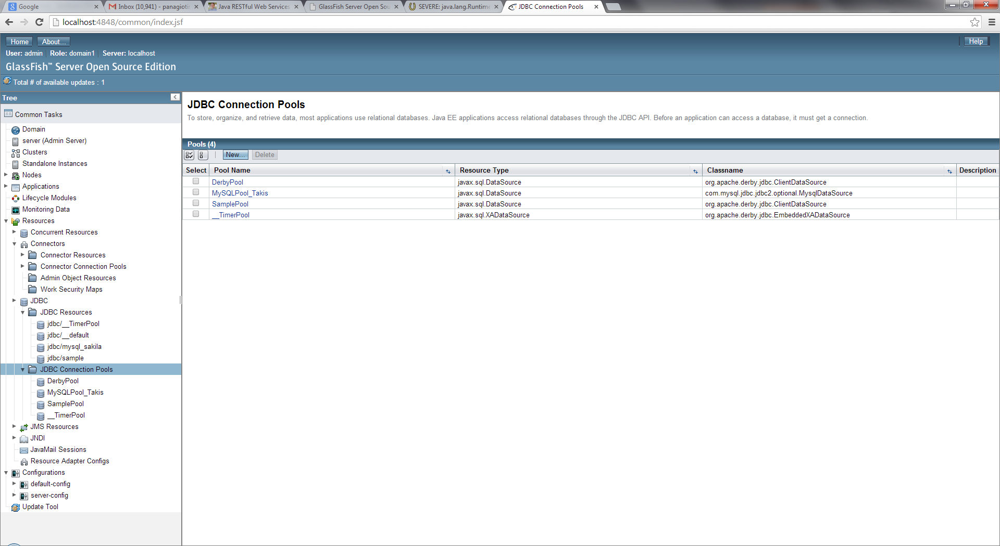 Google
Inbox (10,941) - panagiotis
Java RESTful Web Services
GlassFish Server Open Sou
SEVERE: java.lang.Runtime
JDBC Connection Pools
localhost:4848/common/index.jsf
Home
About...
Help
User: admin Role: domain1 Server: localhost
GlassFish™ Server Open Source Edition
Total # of available updates : 1
Tree
Common Tasks
Domain
server (Admin Server)
Clusters
Standalone Instances
Nodes
Applications
Lifecycle Modules
Monitoring Data
Resources
Concurrent Resources
Connectors
Connector Resources
Connector Connection Pools
Admin Object Resources
Work Security Maps
JDBC
JDBC Resources
jdbc/__TimerPool
jdbc/__default
jdbc/mysql_sakila
jdbc/sample
JDBC Connection Pools
DerbyPool
MySQLPool_Takis
SamplePool
__TimerPool
JMS Resources
JNDI
JavaMail Sessions
Resource Adapter Configs
Configurations
default-config
server-config
Update Tool
JDBC Connection Pools
To store, organize, and retrieve data, most applications use relational databases. Java EE applications access relational databases through the JDBC API. Before an application can access a database, it must get a connection.
Pools (4)
New... Delete
Select Pool Name Resource Type Classname Description
DerbyPool javax.sql.DataSource org.apache.derby.jdbc.ClientDataSource
MySQLPool_Takis javax.sql.DataSource com.mysql.jdbc.jdbc2.optional.MysqlDataSource
SamplePool javax.sql.DataSource org.apache.derby.jdbc.ClientDataSource
__TimerPool javax.sql.XADataSource org.apache.derby.jdbc.EmbeddedXADataSource